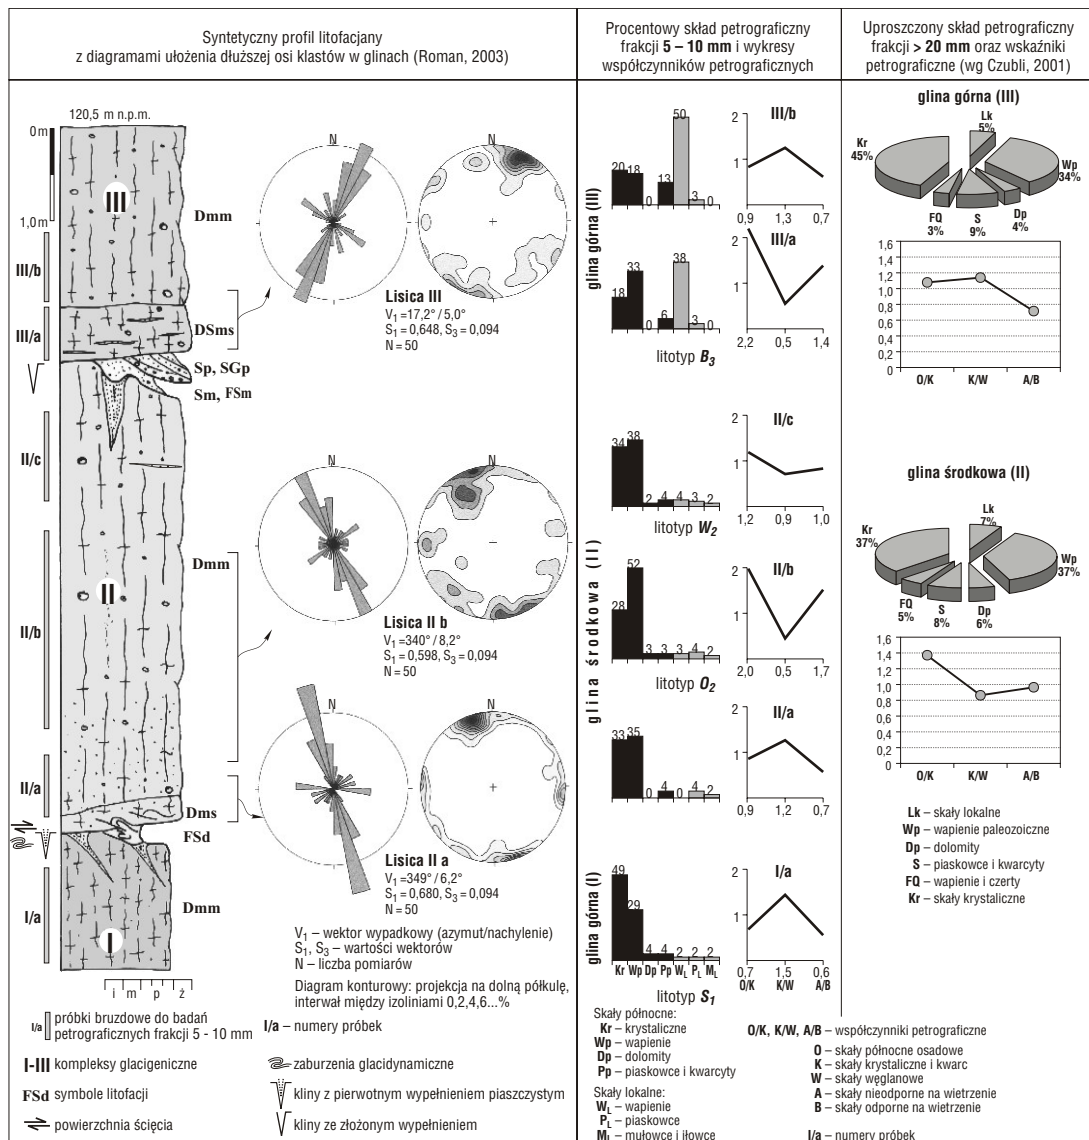 Syntetyczny profil litofacjany
z diagramami ułożenia dłuższej osi klastów w glinach (Roman, 2003)
Procentowy skład petrograficzny
frakcji 5 – 10 mm i wykresy
współczynników petrograficznych
Uproszczony skład petrograficzny
frakcji > 20 mm oraz wskaźniki
petrograficzne (wg Czubli, 2001)
120,5 m n.p.m.
0 m
1,0 m
III
Dmm
III/b
III/a
DSms
Sp, SGp
Sm, FSm
II/c
II
Dmm
II/b
II/a
Dms
FSd
I/a
I
Dmm
i m p ż
N
N
Lisica III
V1 =17,2° / 5,0°
S1 = 0,648, S3 = 0,094
N = 50
N
N
Lisica II b
V1 =340° / 8,2°
S1 = 0,598, S3 = 0,094
N = 50
N
N
Lisica II a
V1 =349° / 6,2°
S1 = 0,680, S3 = 0,094
N = 50
V1 – wektor wypadkowy (azymut/nachylenie)
S1, S3 – wartości wektorów
N – liczba pomiarów
Diagram konturowy: projekcja na dolną półkulę,
interwał między izoliniami 0,2,4,6...%
I/a próbki bruzdowe do badań
petrograficznych frakcji 5 - 10 mm
I/a – numery próbek
I-III kompleksy glacigeniczne
FSd symbole litofacji
powierzchnia ścięcia
zaburzenia glacidynamiczne
kliny z pierwotnym wypełnieniem piaszczystym
kliny ze złożonym wypełnieniem
glina górna (III)
20 18 0 13 50 3 0
III/b
2
1
0,9 1,3 0,7
18 33 0 6 38 3 0
III/a
2
1
2,2 0,5 1,4
litotyp B3
glina środkowa (II)
34 38 2 4 4 3 2
II/c
2
1
1,2 0,9 1,0
litotyp W2
28 52 3 3 3 4 2
II/b
2
1
2,0 0,5 1,7
litotyp O2
33 35 0 4 0 4 2
II/a
2
1
0,9 1,2 0,7
glina górna (I)
49 29 4 4 2 2 2
Kr Wp Dp Pp WL PL ML
I/a
2
1
0,7 1,5 0,6
O/K K/W A/B
litotyp S1
Skały północne:
Kr – krystaliczne
Wp – wapienie
Dp – dolomity
Pp – piaskowce i kwarcyty
Skały lokalne:
WL – wapienie
PL – piaskowce
ML – mułowce i iłowce
O/K, K/W, A/B – współczynniki petrograficzne
O – skały północne osadowe
K – skały krystaliczne i kwarc
W – skały węglanowe
A – skały nieodporne na wietrzenie
B – skały odporne na wietrzenie
I/a – numery próbek
glina górna (III)
Kr
45%
Lk
5%
Wp
34%
FQ
3%
S
9%
Dp
4%
1,6
1,4
1,2
1,0
0,8
0,6
0,4
0,2
0
O/K K/W A/B
glina środkowa (II)
Kr
37%
Lk
7%
Wp
37%
FQ
5%
S
8%
Dp
6%
1,6
1,4
1,2
1,0
0,8
0,6
0,4
0,2
0
O/K K/W A/B
Lk – skały lokalne
Wp – wapienie paleozoiczne
Dp – dolomity
S – piaskowce i kwarcyty
FQ – wapienie i czerty
Kr – skały krystaliczne